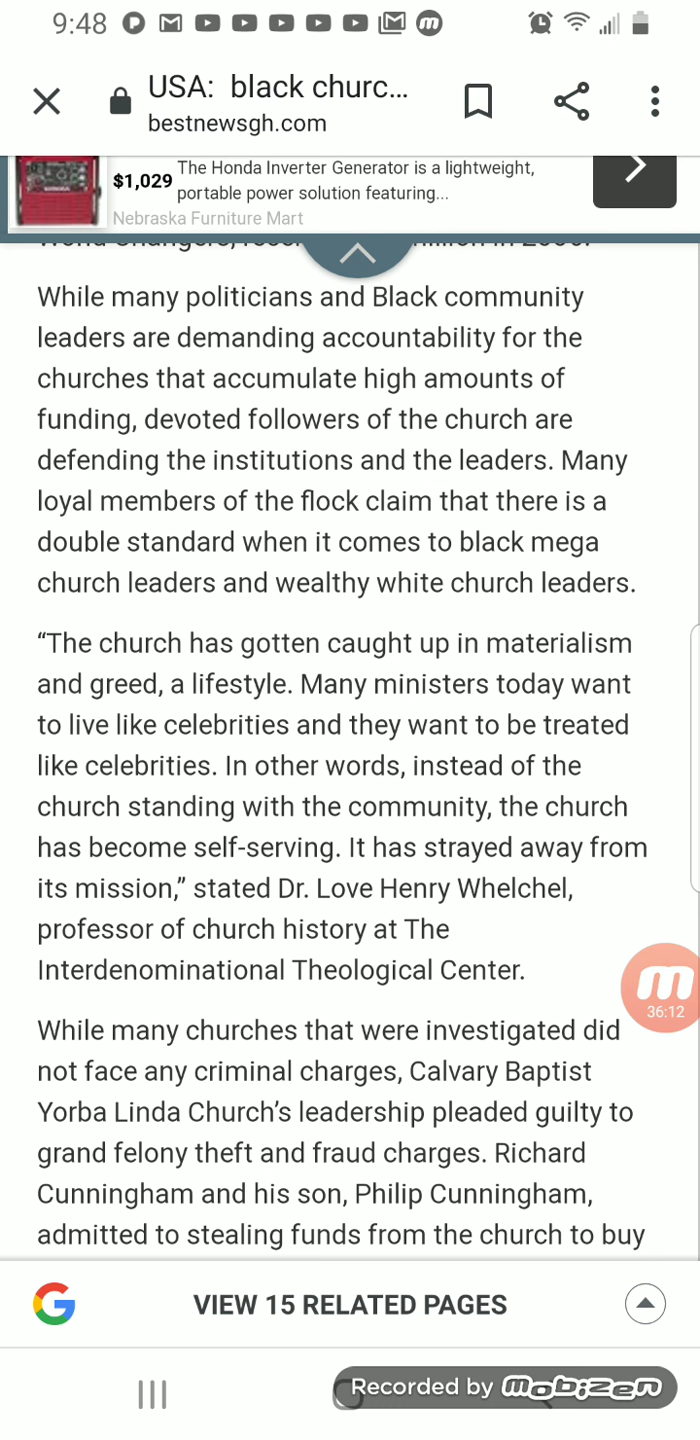 9:48
USA: black churc...
bestnewsgh.com
$1,029
The Honda Inverter Generator is a lightweight,
portable power solution featuring...
Nebraska Furniture Mart
While many politicians and Black community
leaders are demanding accountability for the
churches that accumulate high amounts of
funding, devoted followers of the church are
defending the institutions and the leaders. Many
loyal members of the flock claim that there is a
double standard when it comes to black mega
church leaders and wealthy white church leaders.
“The church has gotten caught up in materialism
and greed, a lifestyle. Many ministers today want
to live like celebrities and they want to be treated
like celebrities. In other words, instead of the
church standing with the community, the church
has become self-serving. It has strayed away from
its mission,” stated Dr. Love Henry Whelchel,
professor of church history at The
Interdenominational Theological Center.
36:12
While many churches that were investigated did
not face any criminal charges, Calvary Baptist
Yorba Linda Church’s leadership pleaded guilty to
grand felony theft and fraud charges. Richard
Cunningham and his son, Philip Cunningham,
admitted to stealing funds from the church to buy
VIEW 15 RELATED PAGES
Recorded by mobizen